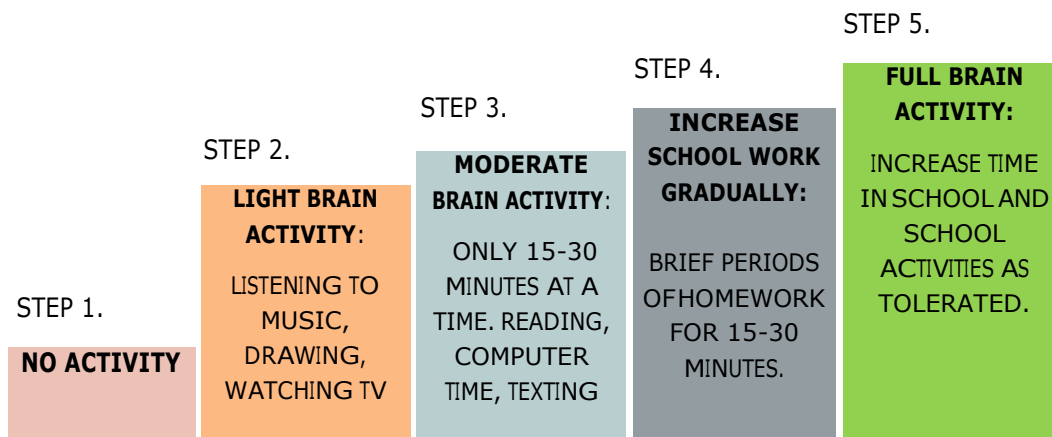 STEP 1.
NO ACTIVITY
STEP 2.
LIGHT BRAIN
ACTIVITY:
LISTENING TO
MUSIC,
DRAWING,
WATCHING TV
STEP 3.
MODERATE
BRAIN ACTIVITY:
ONLY 15-30
MINUTES AT A
TIME. READING,
COMPUTER
TIME, TEXTING
STEP 4.
INCREASE
SCHOOL WORK
GRADUALLY:
BRIEF PERIODS
OF HOMEWORK
FOR 15-30
MINUTES.
STEP 5.
FULL BRAIN
ACTIVITY:
INCREASE TIME
IN SCHOOL AND
SCHOOL
ACTIVITIES AS
TOLERATED.